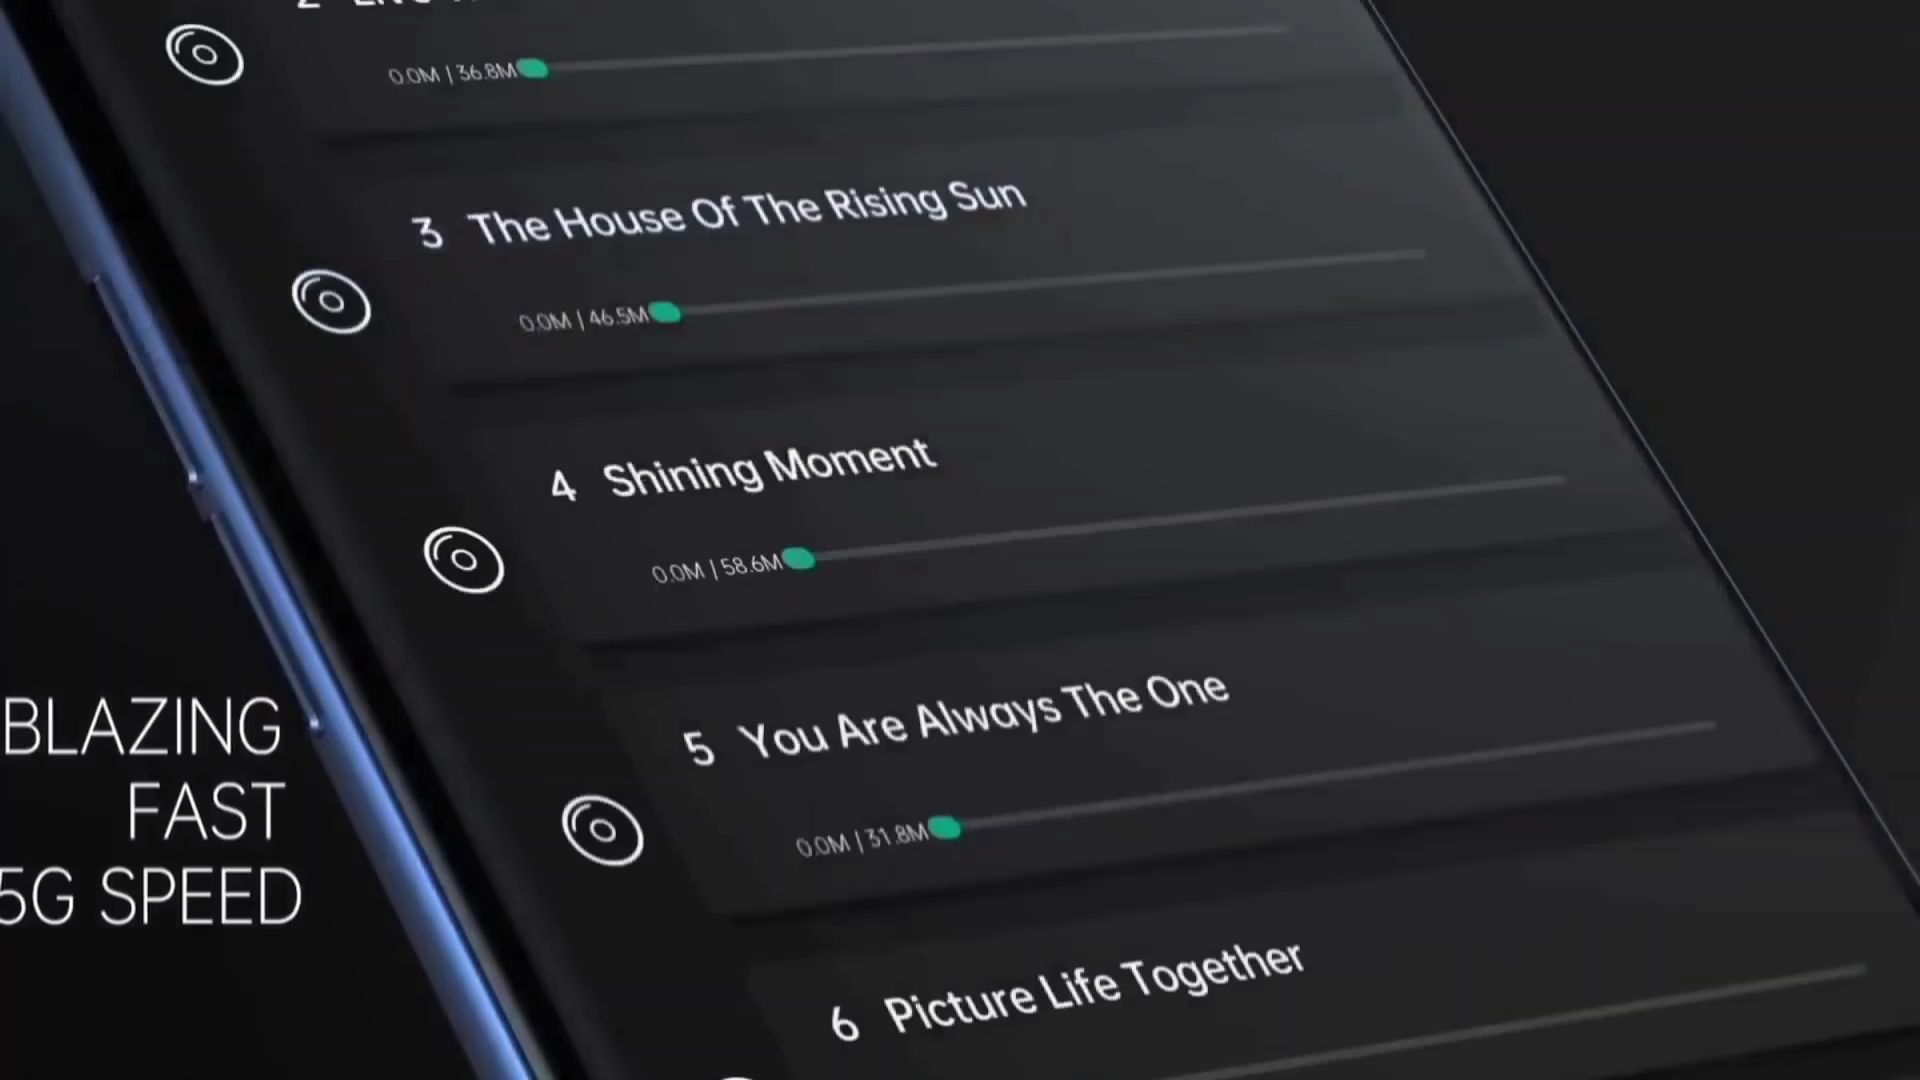 2
0.0M | 36.8M
3 The House Of The Rising Sun
0.0M | 46.5M
4 Shining Moment
0.0M | 58.6M
5 You Are Always The One
0.0M | 31.8M
6 Picture Life Together
BLAZING
FAST
5G SPEED